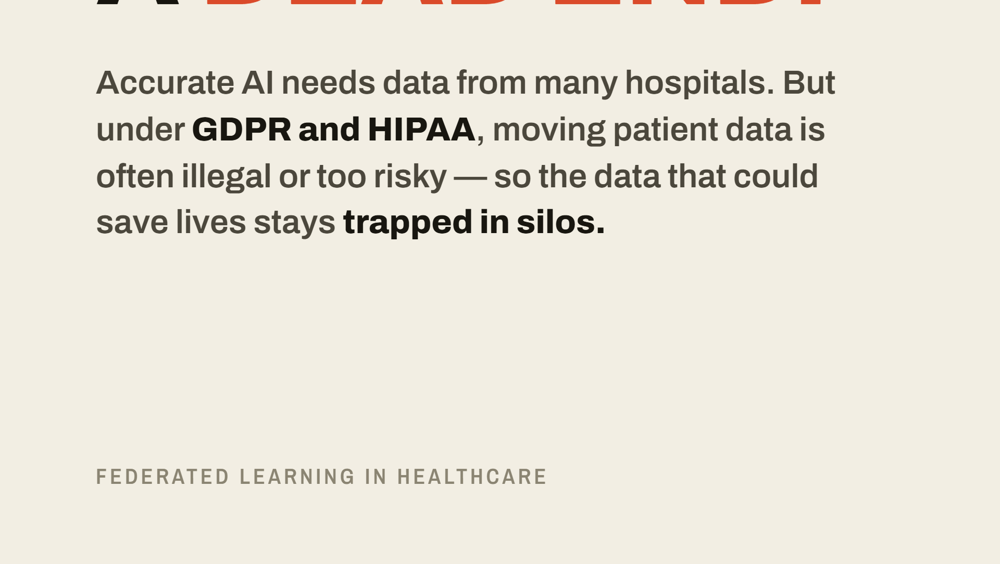 Accurate AI needs data from many hospitals. But
under GDPR and HIPAA, moving patient data is
often illegal or too risky — so the data that could
save lives stays trapped in silos.
FEDERATED LEARNING IN HEALTHCARE